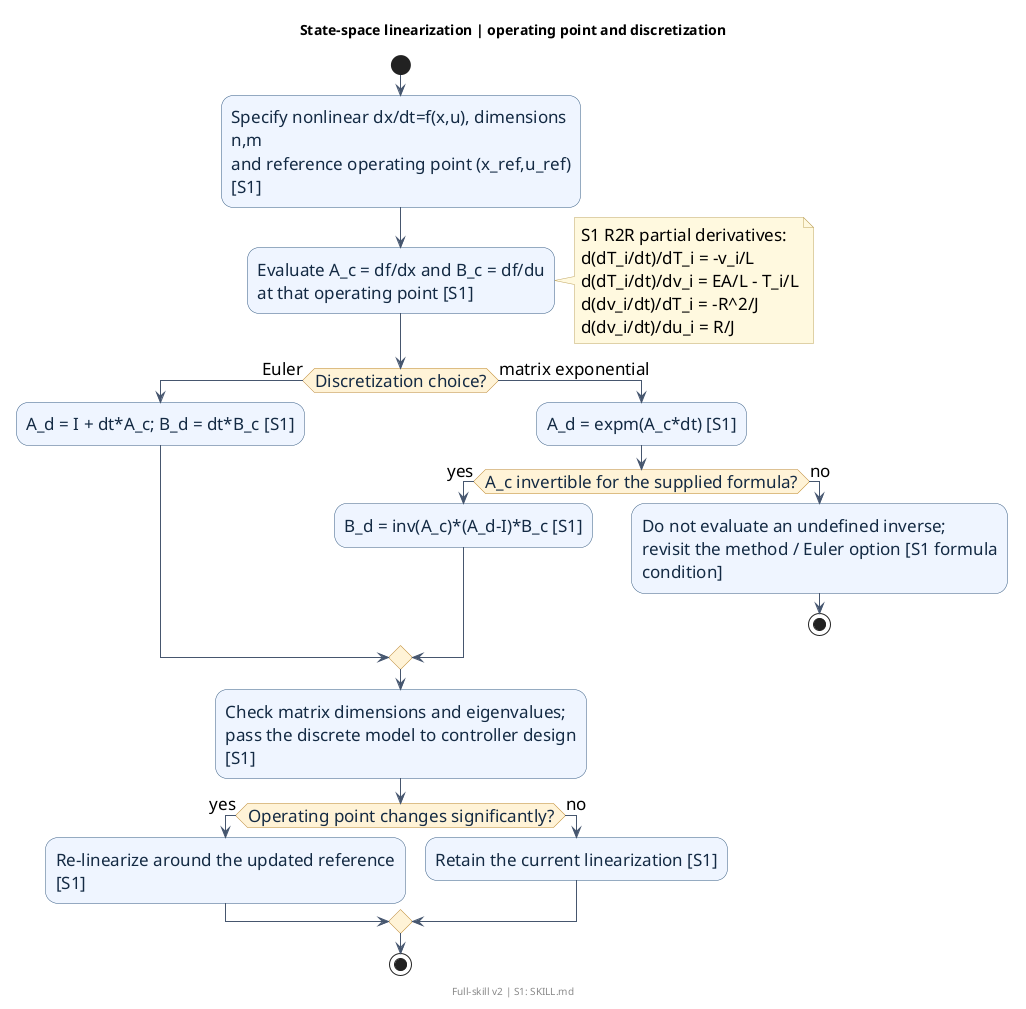 State-space linearization | operating point and discretization
Specify nonlinear dx/dt=f(x,u), dimensions
n,m
and reference operating point (x_ref,u_ref)
[S1]
Evaluate A_c = df/dx and B_c = df/du
at that operating point [S1]
S1 R2R partial derivatives:
d(dT_i/dt)/dT_i = -v_i/L
d(dT_i/dt)/dv_i = EA/L - T_i/L
d(dv_i/dt)/dT_i = -R^2/J
d(dv_i/dt)/du_i = R/J
Euler
Discretization choice?
matrix exponential
A_d = I + dt*A_c; B_d = dt*B_c [S1]
A_d = expm(A_c*dt) [S1]
yes
A_c invertible for the supplied formula?
no
B_d = inv(A_c)*(A_d-I)*B_c [S1]
Do not evaluate an undefined inverse;
revisit the method / Euler option [S1 formula
condition]
Check matrix dimensions and eigenvalues;
pass the discrete model to controller design
[S1]
yes
Operating point changes significantly?
no
Re-linearize around the updated reference
[S1]
Retain the current linearization [S1]
Full-skill v2 | S1: SKILL.md